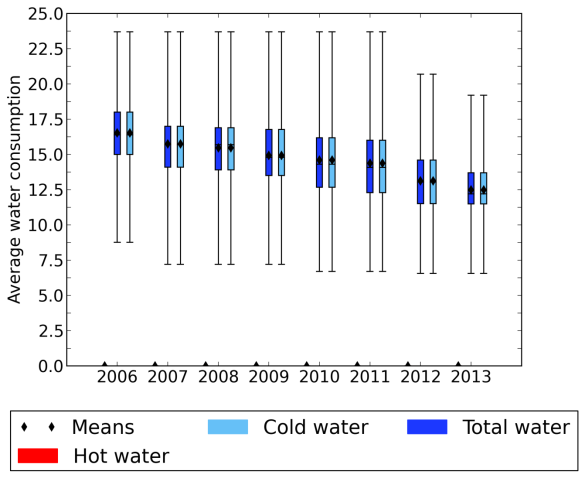 25.0
22.5
20.0
17.5
15.0
12.5
10.0
7.5
5.0
2.5
0.0
Average water consumption
2006 2007 2008 2009 2010 2011 2012 2013
Means Cold water Total water
Hot water